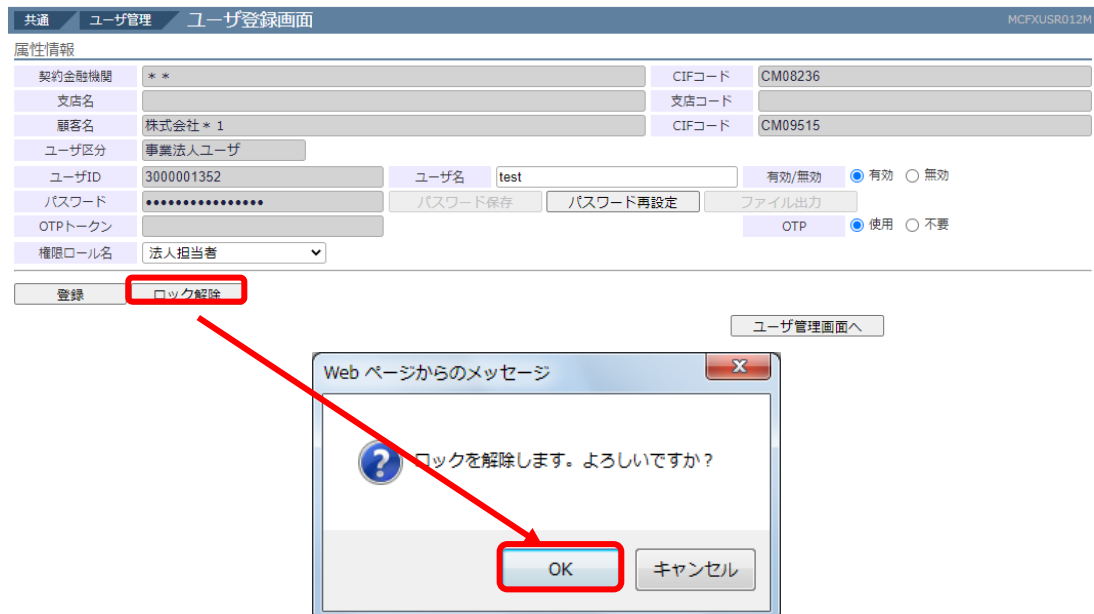 共通 ユーザ管理 ユーザ登録画面 MCFXUSR012M
属性情報
契約金融機関 ＊＊ CIFコード CM08236
支店名 支店コード
顧客名 株式会社＊１ CIFコード CM09515
ユーザ区分 事業法人ユーザ
ユーザID 3000001352 ユーザ名 test 有効/無効 有効 無効
パスワード •••••••••••••••• パスワード保存 パスワード再設定 ファイル出力
OTPトークン OTP 使用 不要
権限ロール名 法人担当者
登録 ロック解除
ユーザ管理画面へ
Web ページからのメッセージ
ロックを解除します。よろしいですか？
OK キャンセル